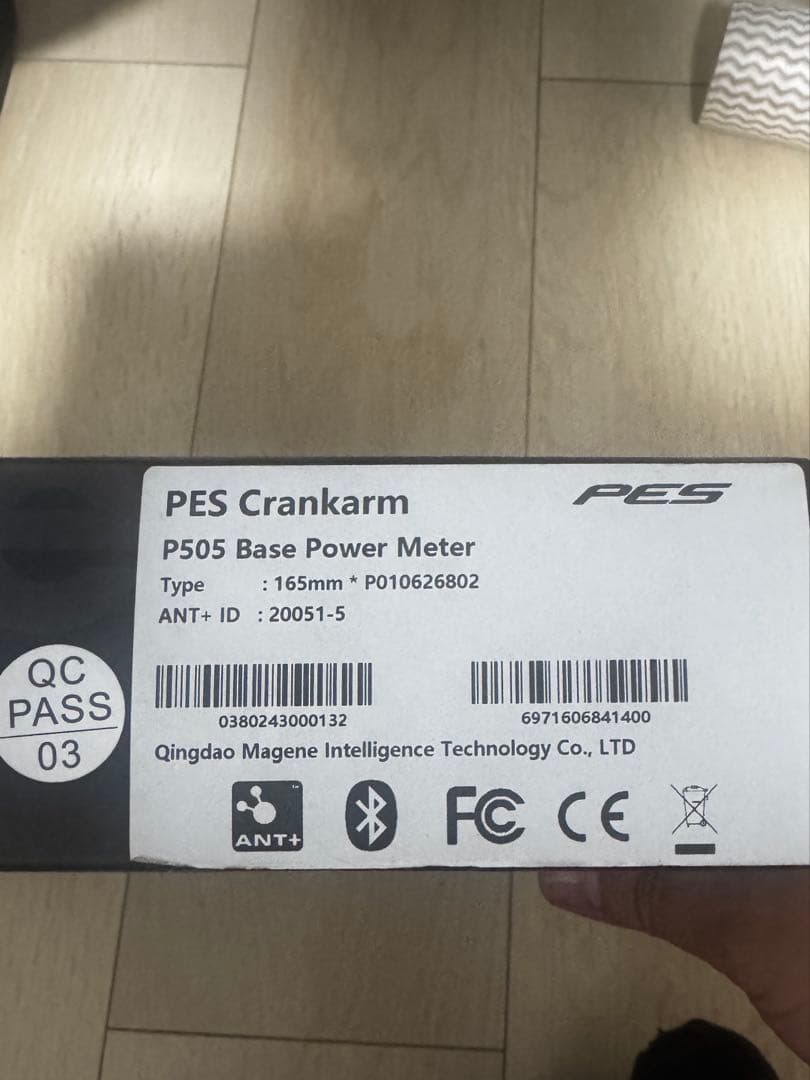 PES Crankarm
PES
P505 Base Power Meter
Type : 165mm * P010626802
ANT+ ID : 20051-5
QC
PASS
03
0380243000132
6971606841400
Qingdao Magene Intelligence Technology Co., LTD
ANT+
FC
CE